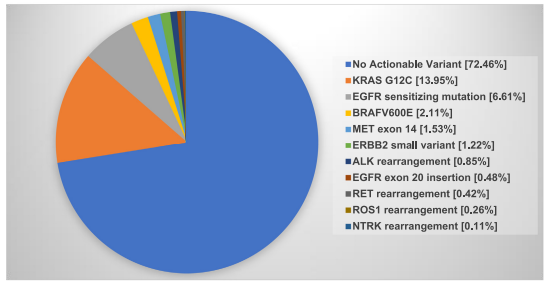 No Actionable Variant [72.46%]
KRAS G12C [13.95%]
EGFR sensitizing mutation [6.61%]
BRAFV600E [2.11%]
MET exon 14 [1.53%]
ERBB2 small variant [1.22%]
ALK rearrangement [0.85%]
EGFR exon 20 insertion [0.48%]
RET rearrangement [0.42%]
ROS1 rearrangement [0.26%]
NTRK rearrangement [0.11%]